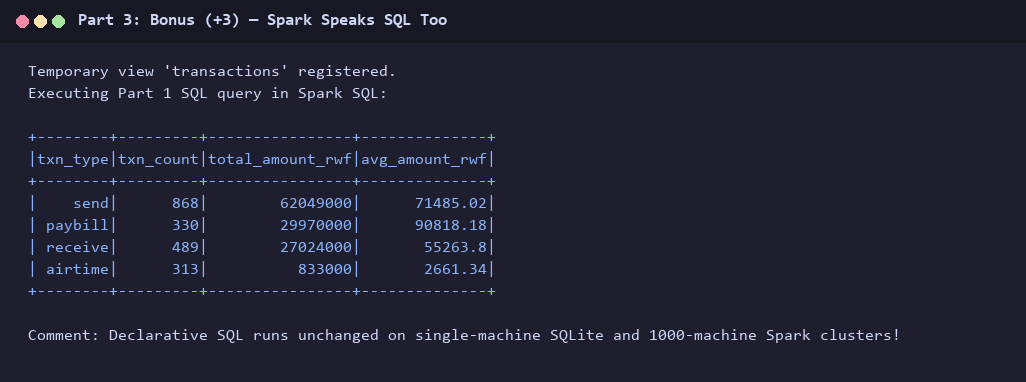 Part 3: Bonus (+3) — Spark Speaks SQL Too
Temporary view 'transactions' registered.
Executing Part 1 SQL query in Spark SQL:
+--------+---------+----------------+--------------+
|txn_type|txn_count|total_amount_rwf|avg_amount_rwf|
+--------+---------+----------------+--------------+
|    send|      868|        62049000|      71485.02|
| paybill|      330|        29970000|      90818.18|
| receive|      489|        27024000|       55263.8|
| airtime|      313|          833000|       2661.34|
+--------+---------+----------------+--------------+
Comment: Declarative SQL runs unchanged on single-machine SQLite and 1000-machine Spark clusters!